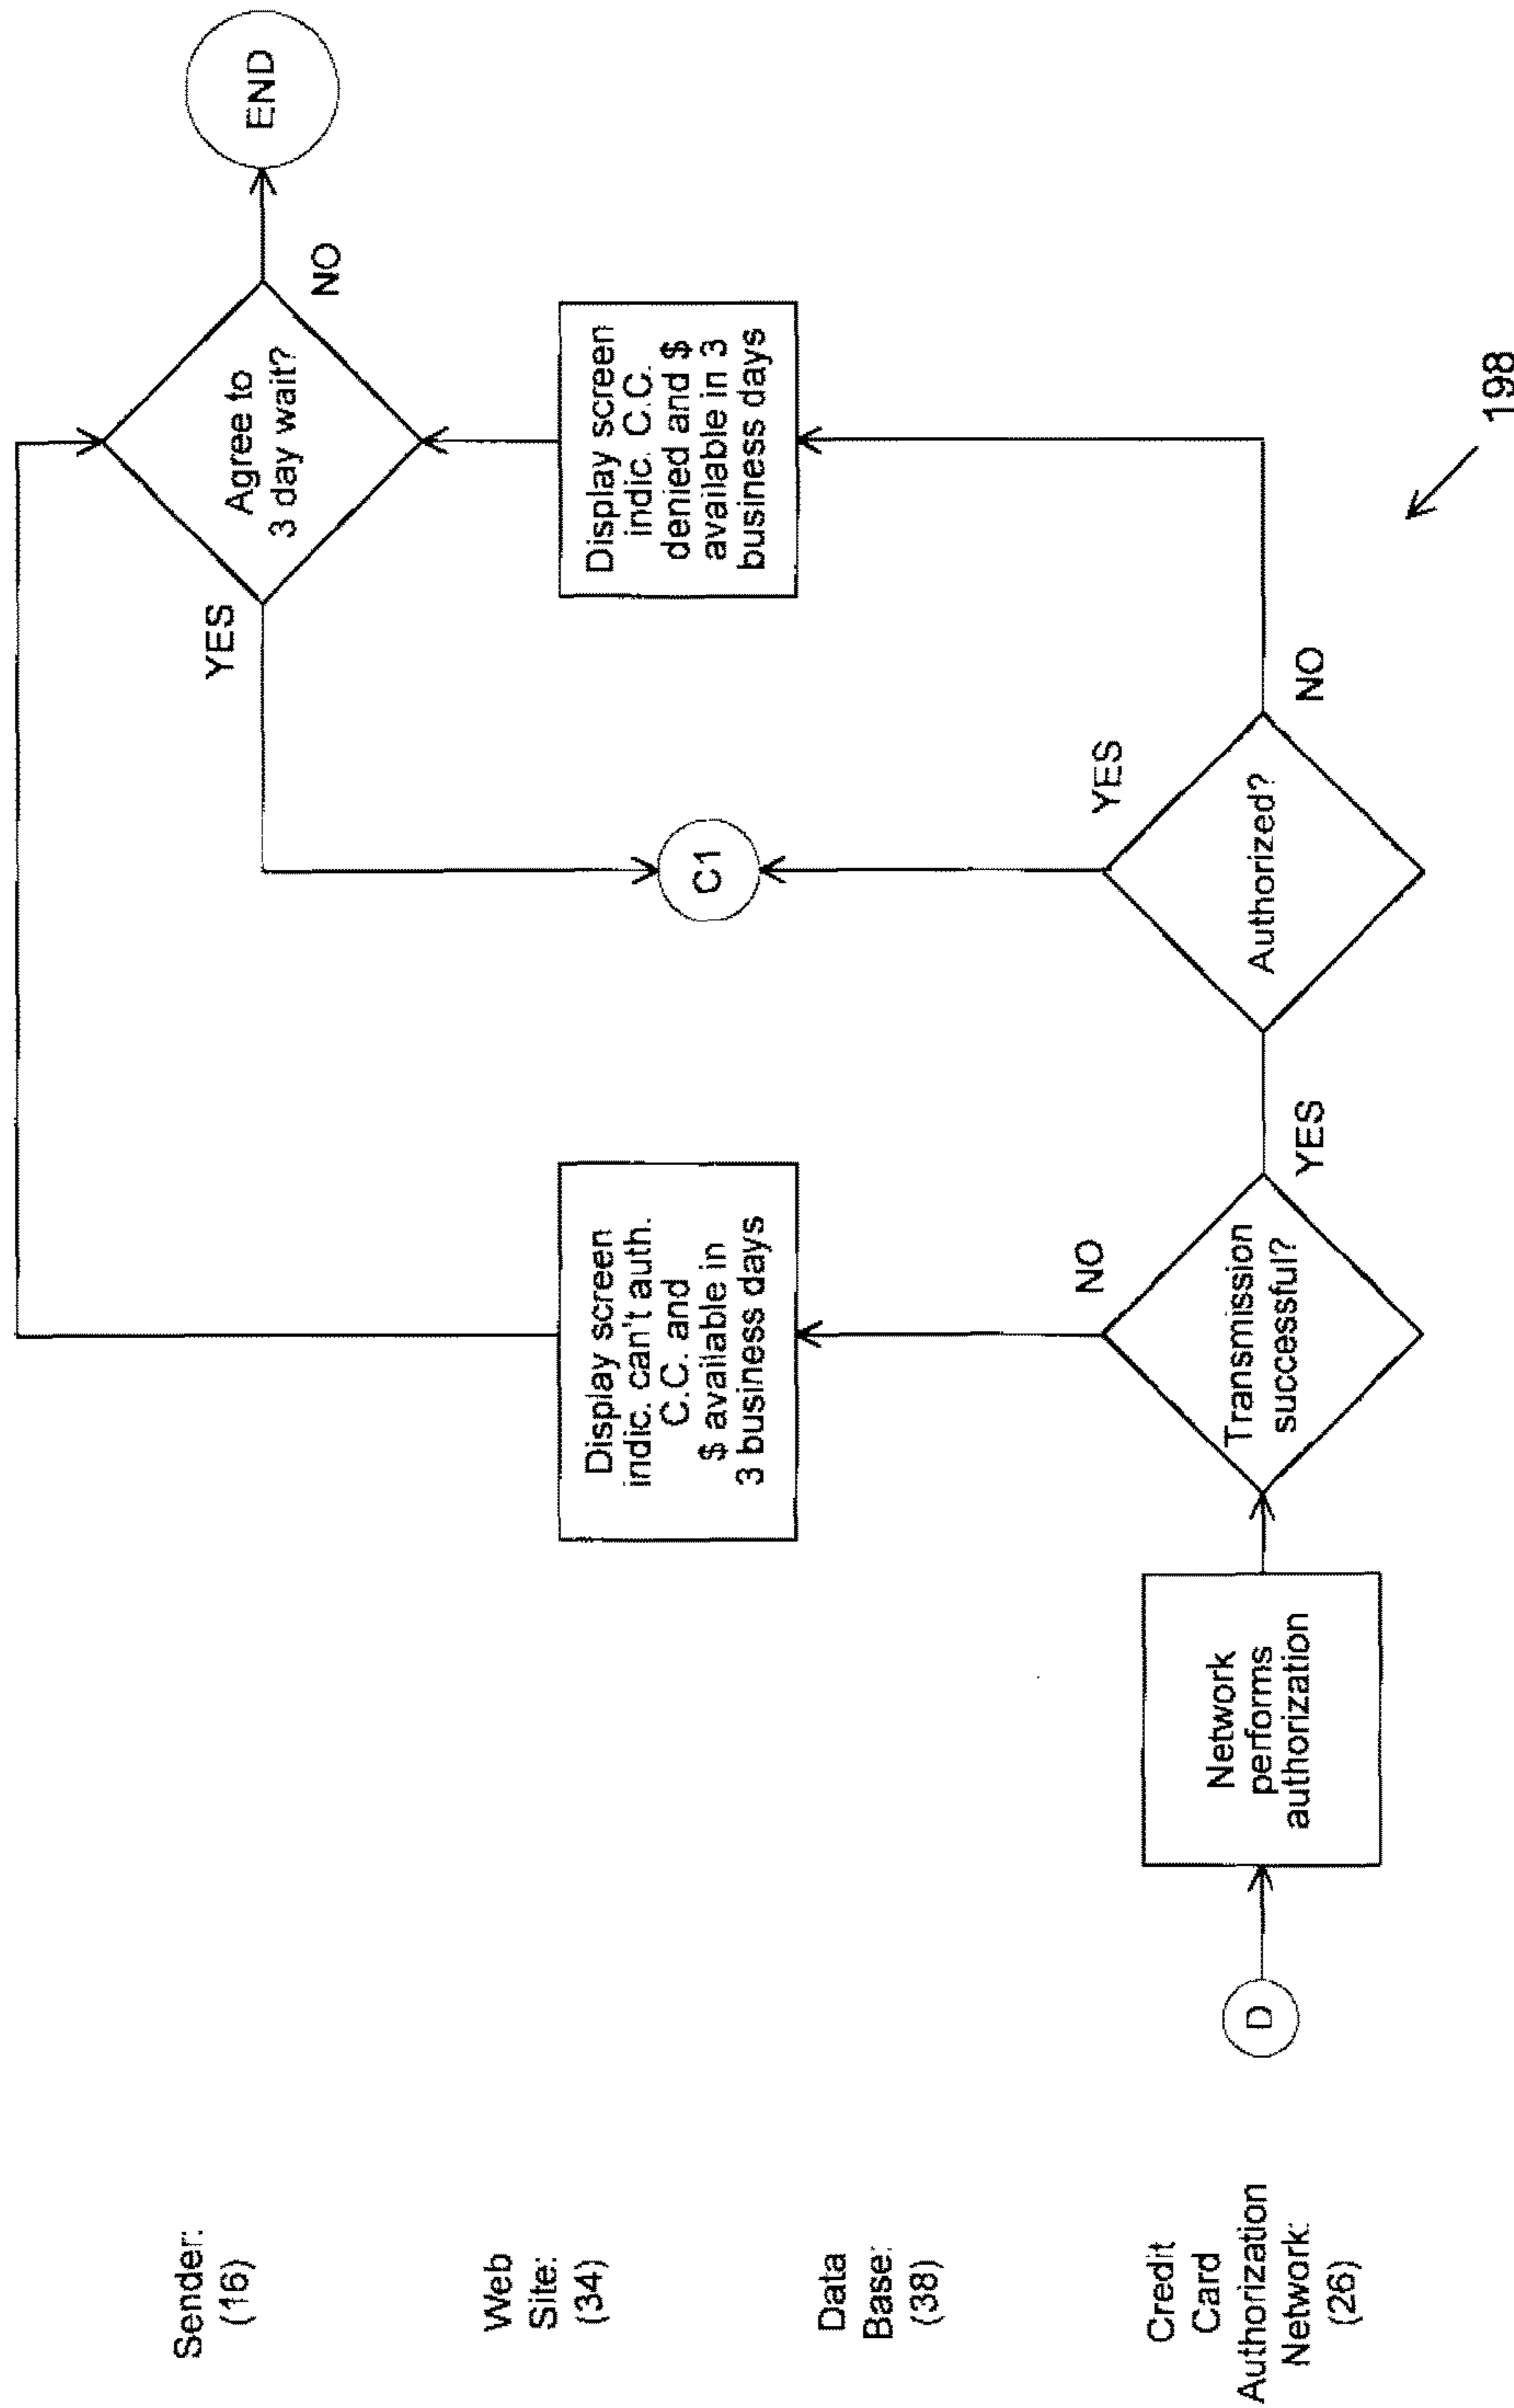 Sender:
(16)
Agree to
3 day wait?
YES
NO
END
Web
Site:
(34)
Display screen
indic. can't auth.
C.C. and
$ available in
3 business days
Display screen
indic. C.C.
denied and $
available in 3
business days
C1
Data
Base:
(38)
Credit
Card
Authorization
Network:
(26)
D
Network
performs
authorization
Transmission
successful?
NO
YES
Authorized?
YES
NO
198